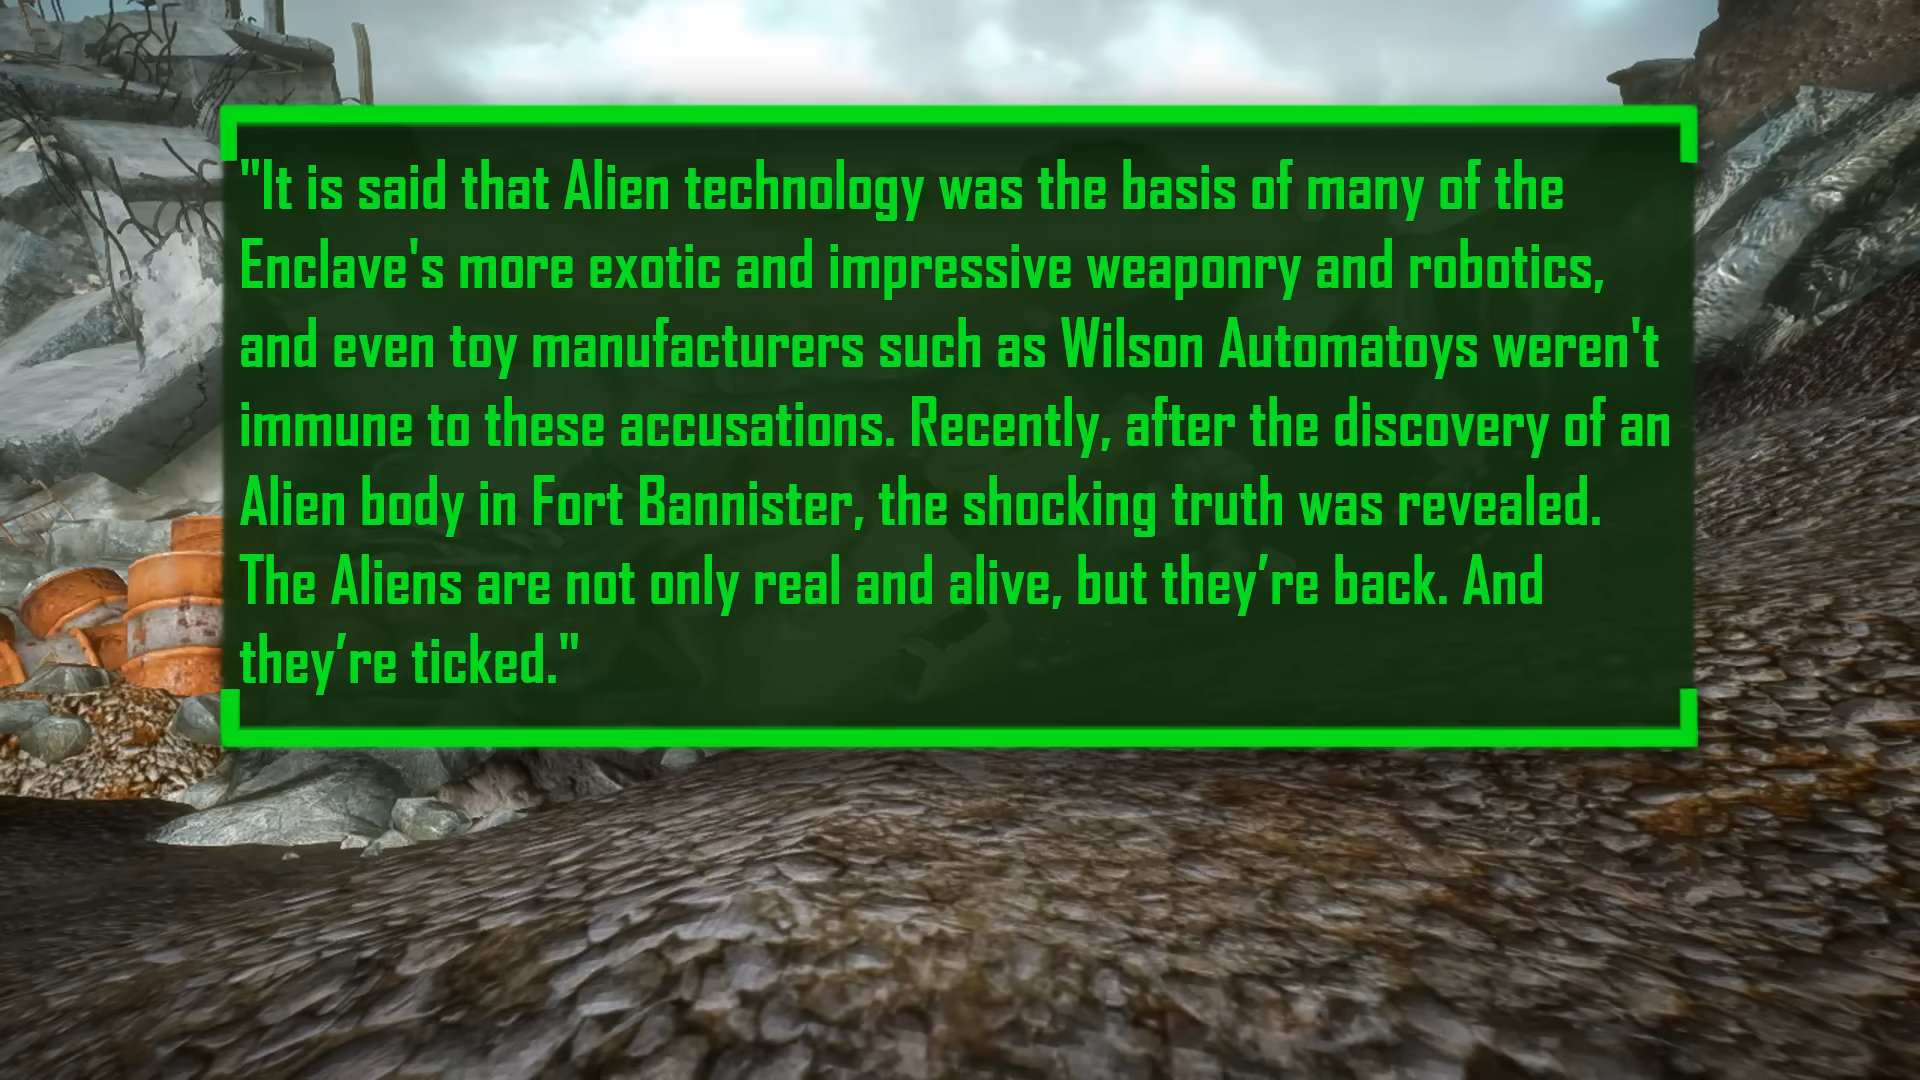 "It is said that Alien technology was the basis of many of the
Enclave's more exotic and impressive weaponry and robotics,
and even toy manufacturers such as Wilson Automatoys weren't
immune to these accusations. Recently, after the discovery of an
Alien body in Fort Bannister, the shocking truth was revealed.
The Aliens are not only real and alive, but they’re back. And
they’re ticked."